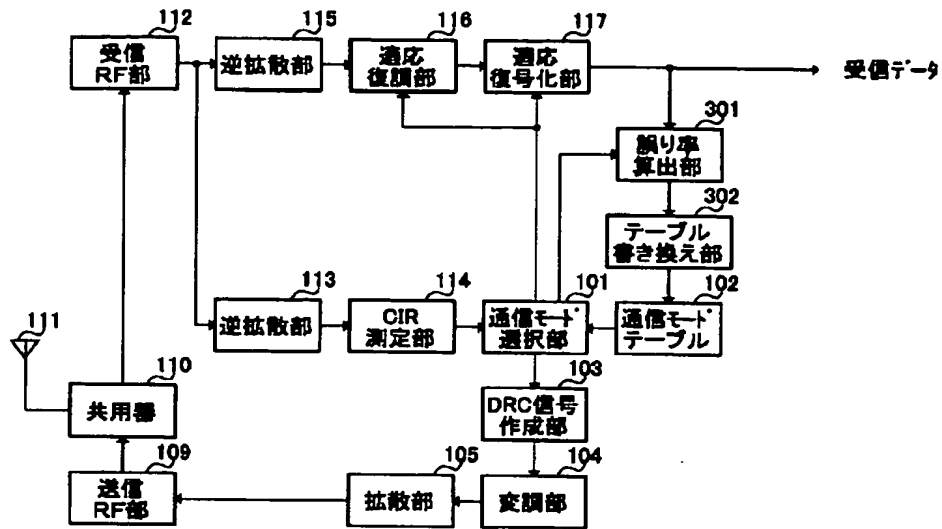 112
115
116
117
受信
RF部
逆拡散部
適応
復調部
適応
復号化部
受信データ
301
誤り率
算出部
302
テーブル
書き換え部
113
114
101
102
逆拡散部
CIR
測定部
通信モード
選択部
通信モード
テーブル
111
110
共用器
103
DRC信号
作成部
109
105
104
送信
RF部
拡散部
変調部